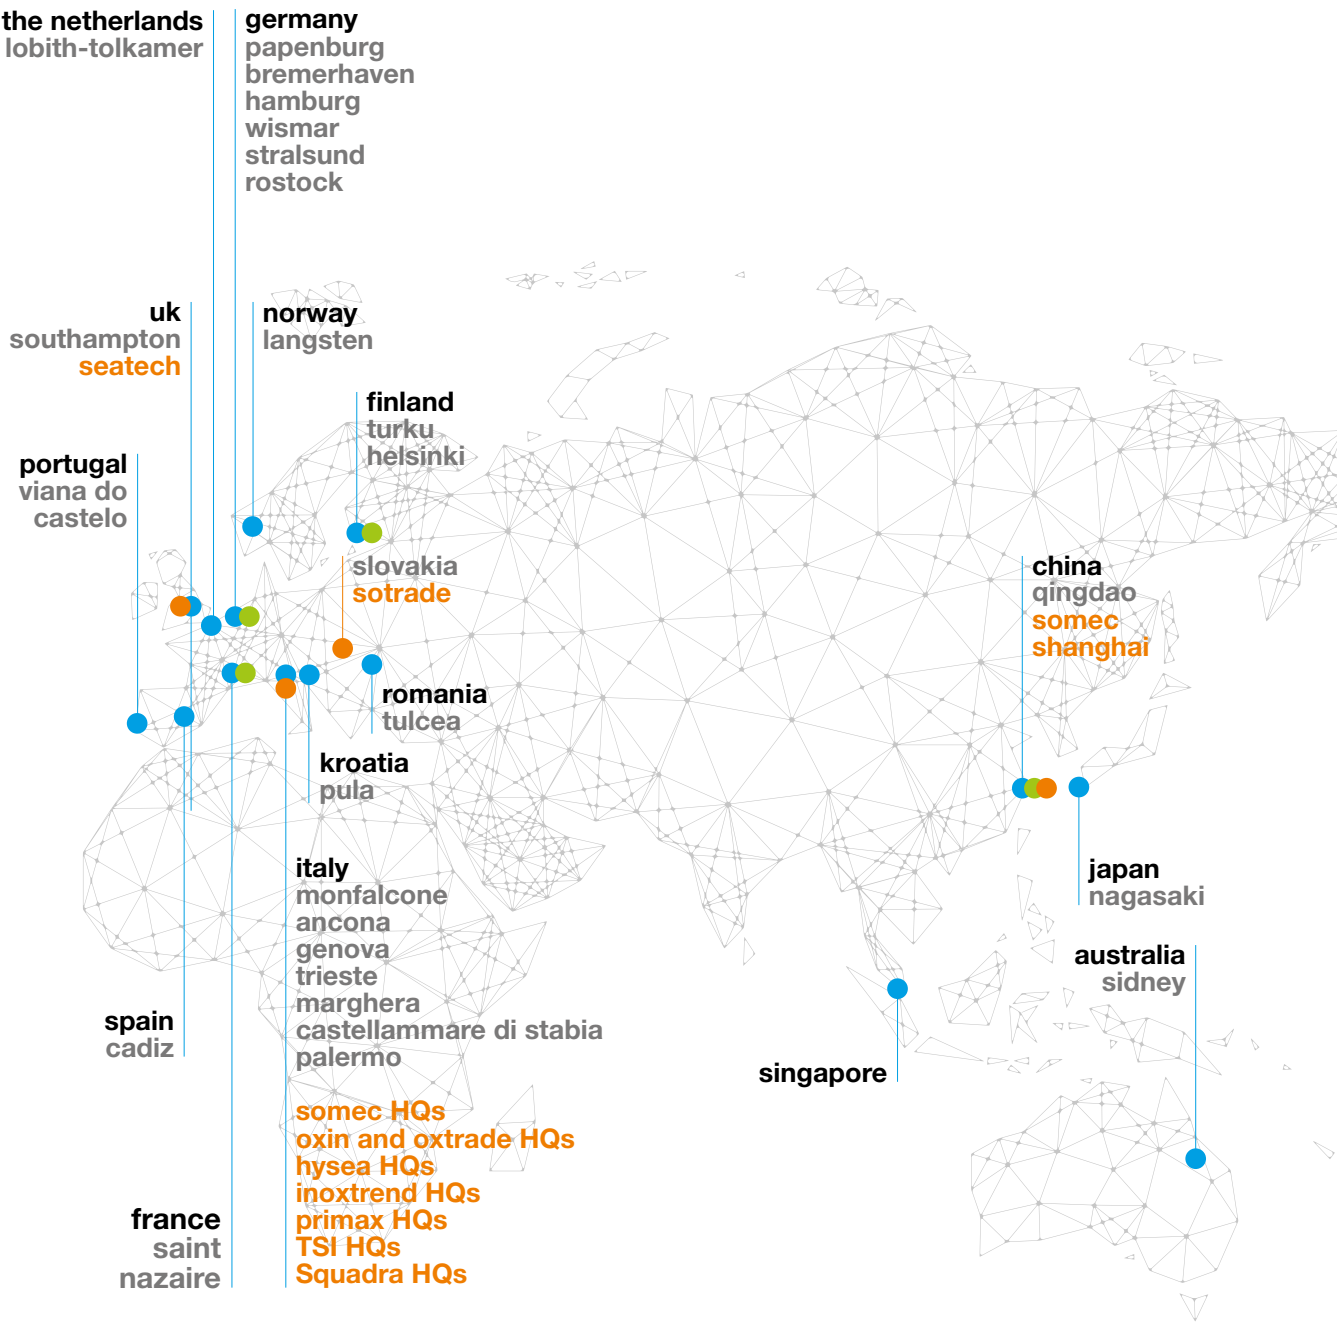 the netherlands
lobith-tolkamer
germany
papenburg
bremerhaven
hamburg
wismar
stralsund
rostock
uk
southampton
seatech
norway
langsten
finland
turku
helsinki
portugal
viana do
castelo
slovakia
sotrade
china
qingdao
somec
shanghai
romania
tulcea
kroatia
pula
italy
monfalcone
ancona
genova
trieste
marghera
castellammare di stabia
palermo
somec HQs
oxin and oxtrade HQs
hysea HQs
inoxtrend HQs
primax HQs
TSI HQs
Squadra HQs
japan
nagasaki
australia
sidney
spain
cadiz
singapore
france
saint
nazaire